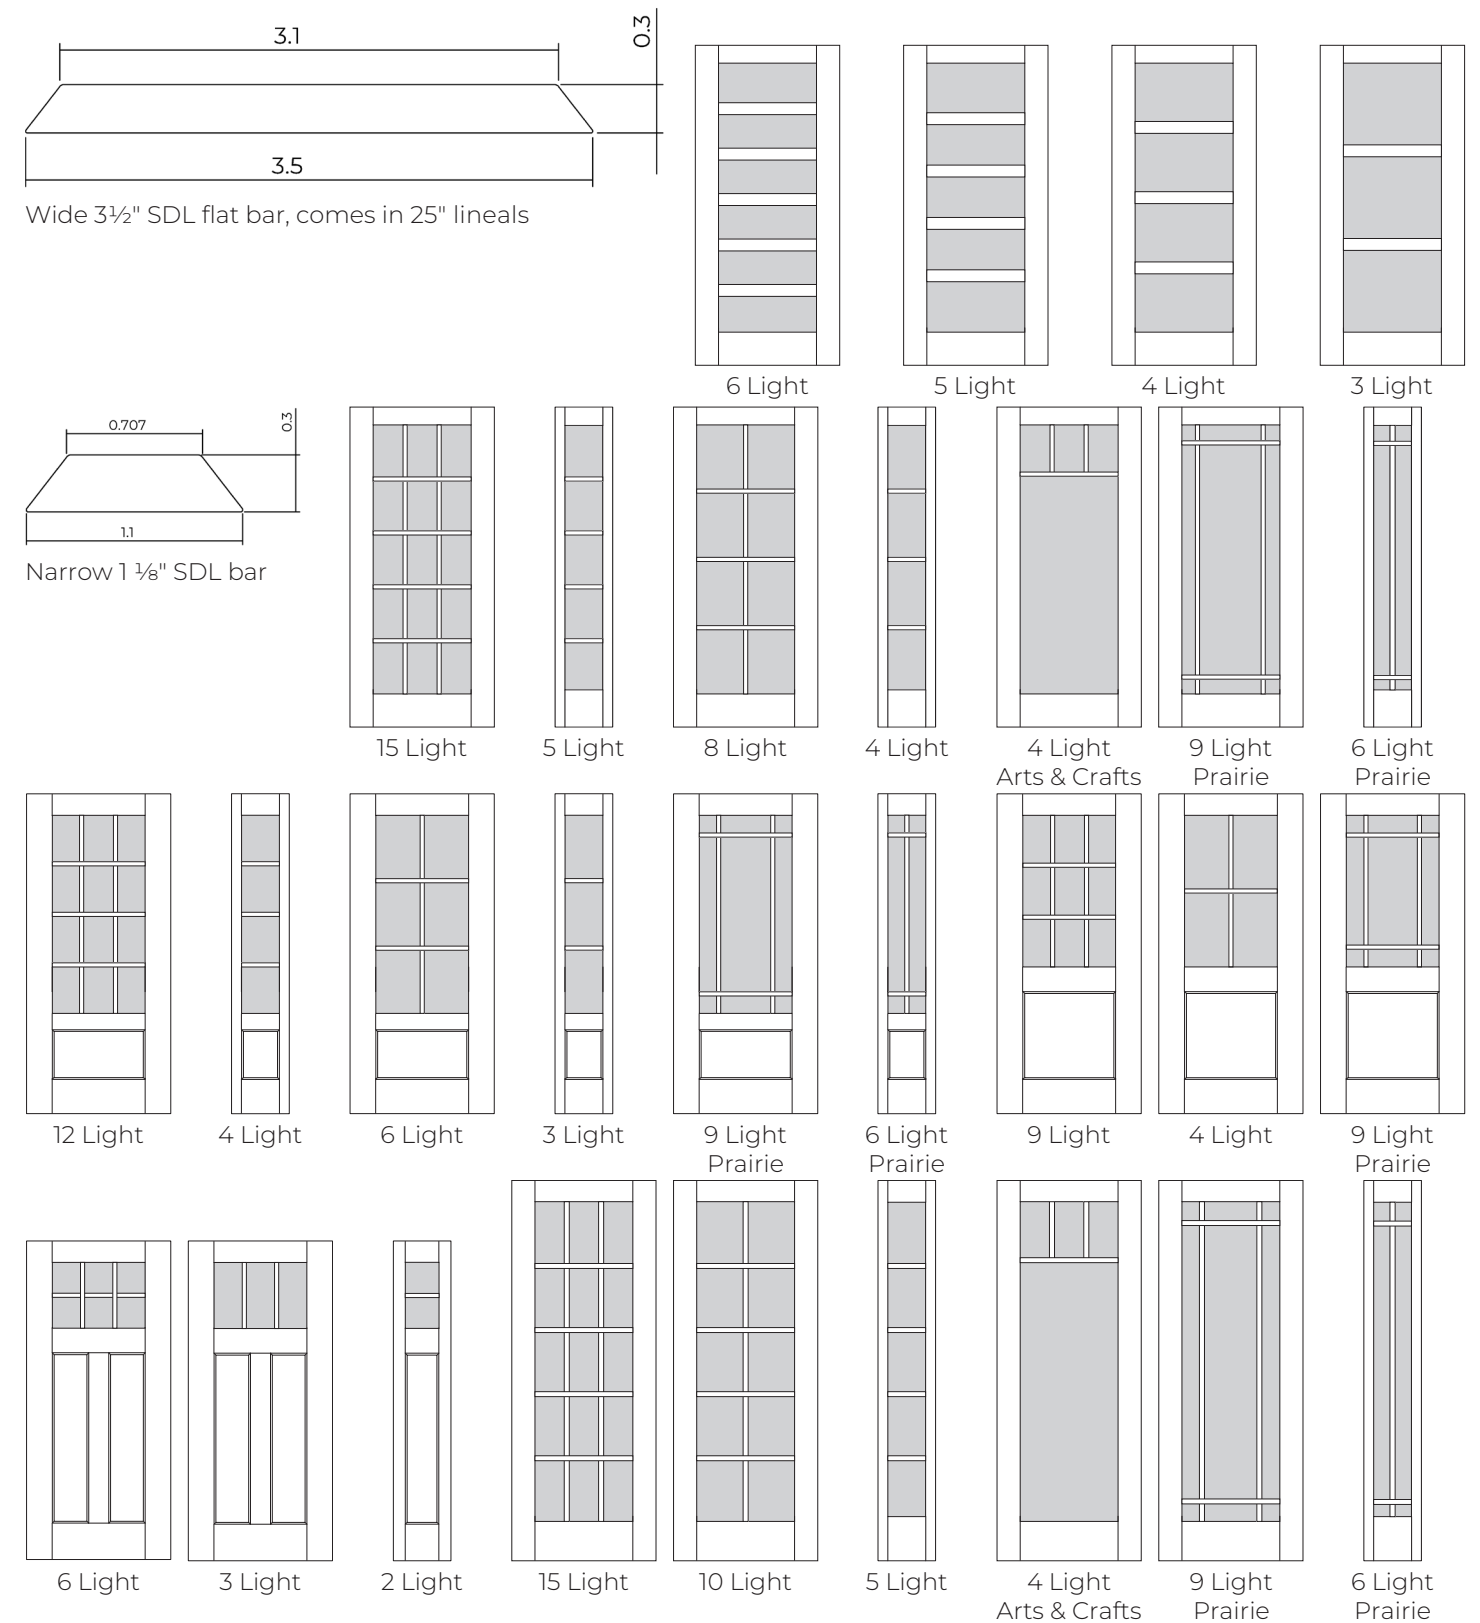 3.1
0.3
3.5
Wide 3½" SDL flat bar, comes in 25" lineals
6 Light
5 Light
4 Light
3 Light
0.707
0.3
1.1
Narrow 1 ⅛" SDL bar
15 Light
5 Light
8 Light
4 Light
4 Light
Arts & Crafts
9 Light
Prairie
6 Light
Prairie
12 Light
4 Light
6 Light
3 Light
9 Light
Prairie
6 Light
Prairie
9 Light
4 Light
9 Light
Prairie
6 Light
3 Light
2 Light
15 Light
10 Light
5 Light
4 Light
Arts & Crafts
9 Light
Prairie
6 Light
Prairie